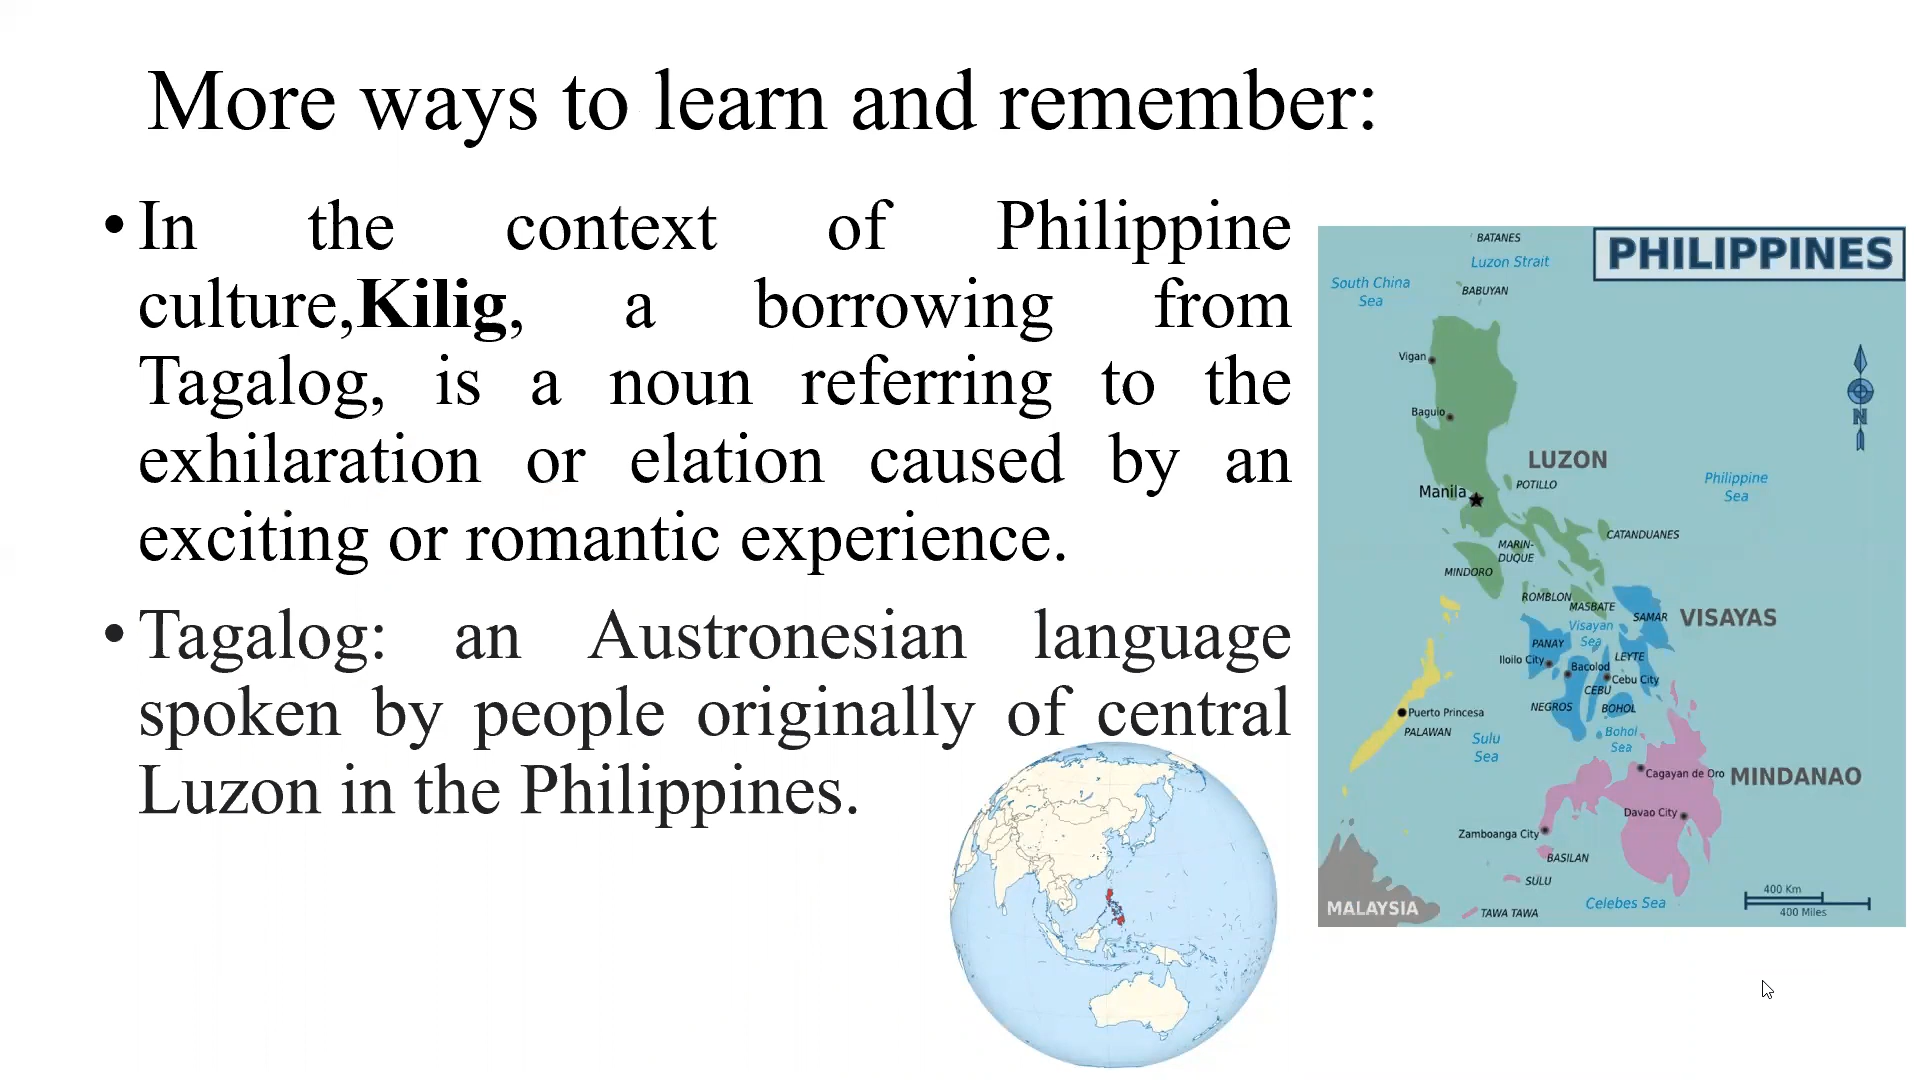 More ways to learn and remember:
• In the context of Philippine
culture,Kilig, a borrowing from
Tagalog, is a noun referring to the
exhilaration or elation caused by an
exciting or romantic experience.
• Tagalog: an Austronesian language
spoken by people originally of central
Luzon in the Philippines.
PHILIPPINES
BATANES
Luzon Strait
South China
Sea
BABUYAN
Vigan
Baguio
N
LUZON
POTILLO
Philippine
Sea
Manila
CATANDUANES
MARIN-
DUQUE
MINDORO
ROMBLON
MASBATE
SAMAR
VISAYAS
Visayan
Sea
PANAY
LEYTE
Iloilo City
Bacolod
Cebu City
CEBU
NEGROS
BOHOL
Puerto Princesa
PALAWAN
Sulu
Sea
Bohol
Sea
Cagayan de Oro
MINDANAO
Davao City
Zamboanga City
BASILAN
SULU
Celebes Sea
400 Km
400 Miles
MALAYSIA
TAWA TAWA